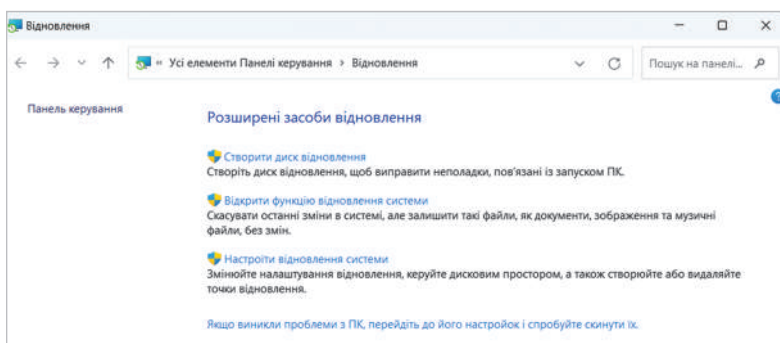 Відновлення
« Усі елементи Панелі керування > Відновлення
Пошук на панелі...
Панель керування
Розширені засоби відновлення
Створити диск відновлення
Створіть диск відновлення, щоб виправити неполадки, пов'язані із запуском ПК.
Відкрити функцію відновлення системи
Скасувати останні зміни в системі, але залишити такі файли, як документи, зображення та музичні
файли, без змін.
Настроїти відновлення системи
Змінюйте налаштування відновлення, керуйте дисковим простором, а також створюйте або видаляйте
точки відновлення.
Якщо виникли проблеми з ПК, перейдіть до його настройок і спробуйте скинути їх.